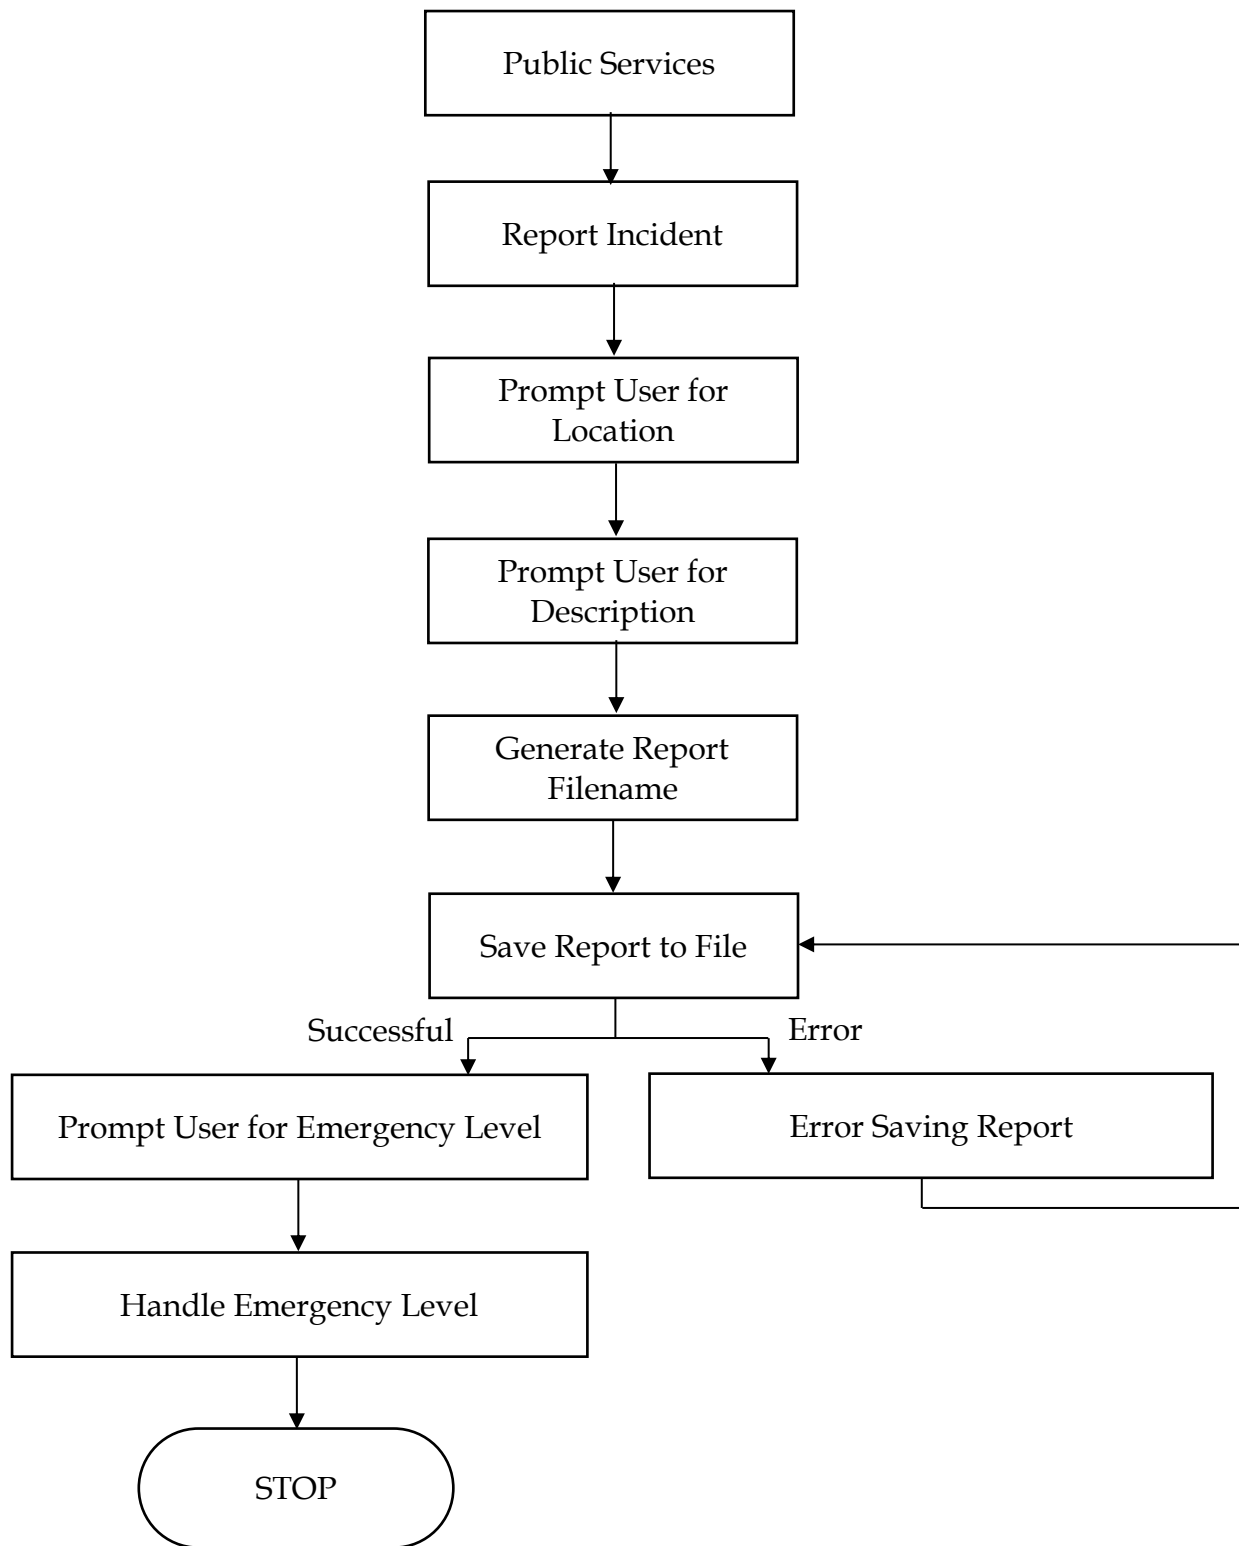 Public Services
Report Incident
Prompt User for
Location
Prompt User for
Description
Generate Report
Filename
Save Report to File
Successful
Error
Prompt User for Emergency Level
Error Saving Report
Handle Emergency Level
STOP